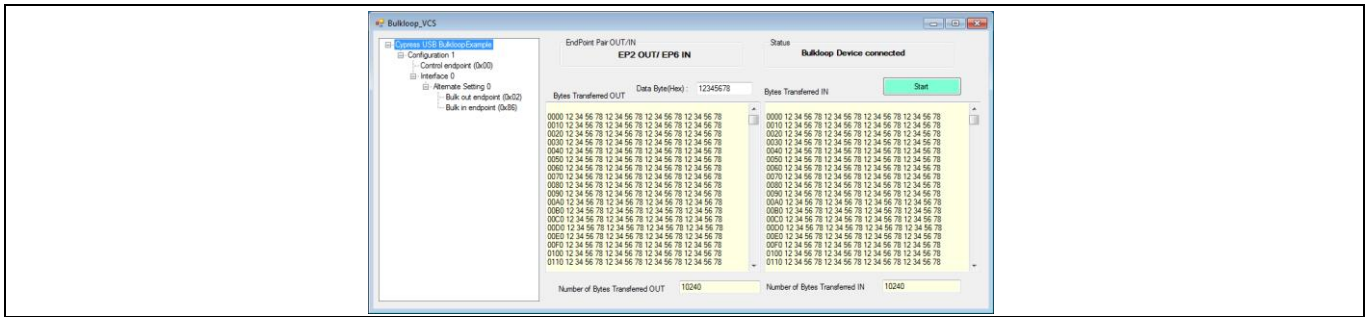 Bulkloop_VCS
Cypress USB BulkloopExample
Configuration 1
Control endpoint (0x00)
Interface 0
Alternate Setting 0
Bulk out endpoint (0x02)
Bulk in endpoint (0x86)
EndPoint Pair OUT/IN
EP2 OUT/ EP6 IN
Status
Bulkloop Device connected
Data Byte(Hex) : 12345678
Start
Bytes Transferred OUT
0000 12 34 56 78 12 34 56 78 12 34 56 78 12 34 56 78
0010 12 34 56 78 12 34 56 78 12 34 56 78 12 34 56 78
0020 12 34 56 78 12 34 56 78 12 34 56 78 12 34 56 78
0030 12 34 56 78 12 34 56 78 12 34 56 78 12 34 56 78
0040 12 34 56 78 12 34 56 78 12 34 56 78 12 34 56 78
0050 12 34 56 78 12 34 56 78 12 34 56 78 12 34 56 78
0060 12 34 56 78 12 34 56 78 12 34 56 78 12 34 56 78
0070 12 34 56 78 12 34 56 78 12 34 56 78 12 34 56 78
0080 12 34 56 78 12 34 56 78 12 34 56 78 12 34 56 78
0090 12 34 56 78 12 34 56 78 12 34 56 78 12 34 56 78
00A0 12 34 56 78 12 34 56 78 12 34 56 78 12 34 56 78
00B0 12 34 56 78 12 34 56 78 12 34 56 78 12 34 56 78
00C0 12 34 56 78 12 34 56 78 12 34 56 78 12 34 56 78
00D0 12 34 56 78 12 34 56 78 12 34 56 78 12 34 56 78
00E0 12 34 56 78 12 34 56 78 12 34 56 78 12 34 56 78
00F0 12 34 56 78 12 34 56 78 12 34 56 78 12 34 56 78
0100 12 34 56 78 12 34 56 78 12 34 56 78 12 34 56 78
0110 12 34 56 78 12 34 56 78 12 34 56 78 12 34 56 78
Number of Bytes Transferred OUT 10240
Bytes Transferred IN
0000 12 34 56 78 12 34 56 78 12 34 56 78 12 34 56 78
0010 12 34 56 78 12 34 56 78 12 34 56 78 12 34 56 78
0020 12 34 56 78 12 34 56 78 12 34 56 78 12 34 56 78
0030 12 34 56 78 12 34 56 78 12 34 56 78 12 34 56 78
0040 12 34 56 78 12 34 56 78 12 34 56 78 12 34 56 78
0050 12 34 56 78 12 34 56 78 12 34 56 78 12 34 56 78
0060 12 34 56 78 12 34 56 78 12 34 56 78 12 34 56 78
0070 12 34 56 78 12 34 56 78 12 34 56 78 12 34 56 78
0080 12 34 56 78 12 34 56 78 12 34 56 78 12 34 56 78
0090 12 34 56 78 12 34 56 78 12 34 56 78 12 34 56 78
00A0 12 34 56 78 12 34 56 78 12 34 56 78 12 34 56 78
00B0 12 34 56 78 12 34 56 78 12 34 56 78 12 34 56 78
00C0 12 34 56 78 12 34 56 78 12 34 56 78 12 34 56 78
00D0 12 34 56 78 12 34 56 78 12 34 56 78 12 34 56 78
00E0 12 34 56 78 12 34 56 78 12 34 56 78 12 34 56 78
00F0 12 34 56 78 12 34 56 78 12 34 56 78 12 34 56 78
0100 12 34 56 78 12 34 56 78 12 34 56 78 12 34 56 78
0110 12 34 56 78 12 34 56 78 12 34 56 78 12 34 56 78
Number of Bytes Transferred IN 10240